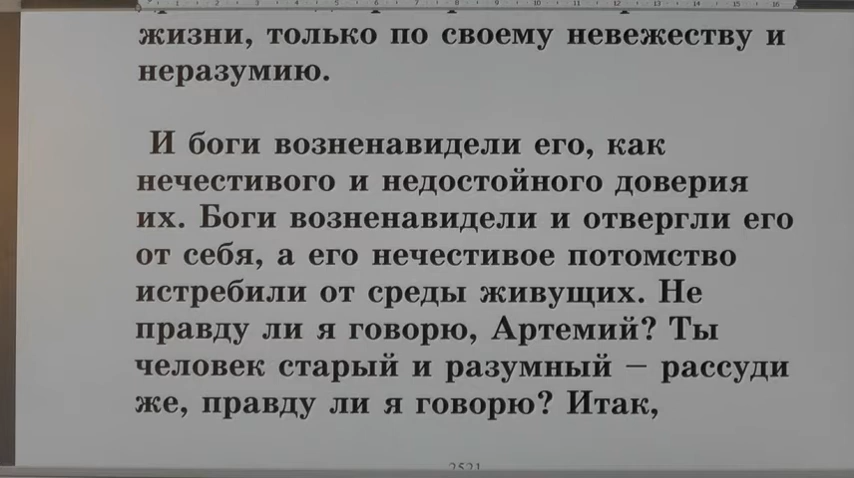 жизни, только по своему невежеству и
неразумию.
И боги возненавидели его, как
нечестивого и недостойного доверия
их. Боги возненавидели и отвергли его
от себя, а его нечестивое потомство
истребили от среды живущих. Не
правду ли я говорю, Артемий? Ты
человек старый и разумный – рассуди
же, правду ли я говорю? Итак,